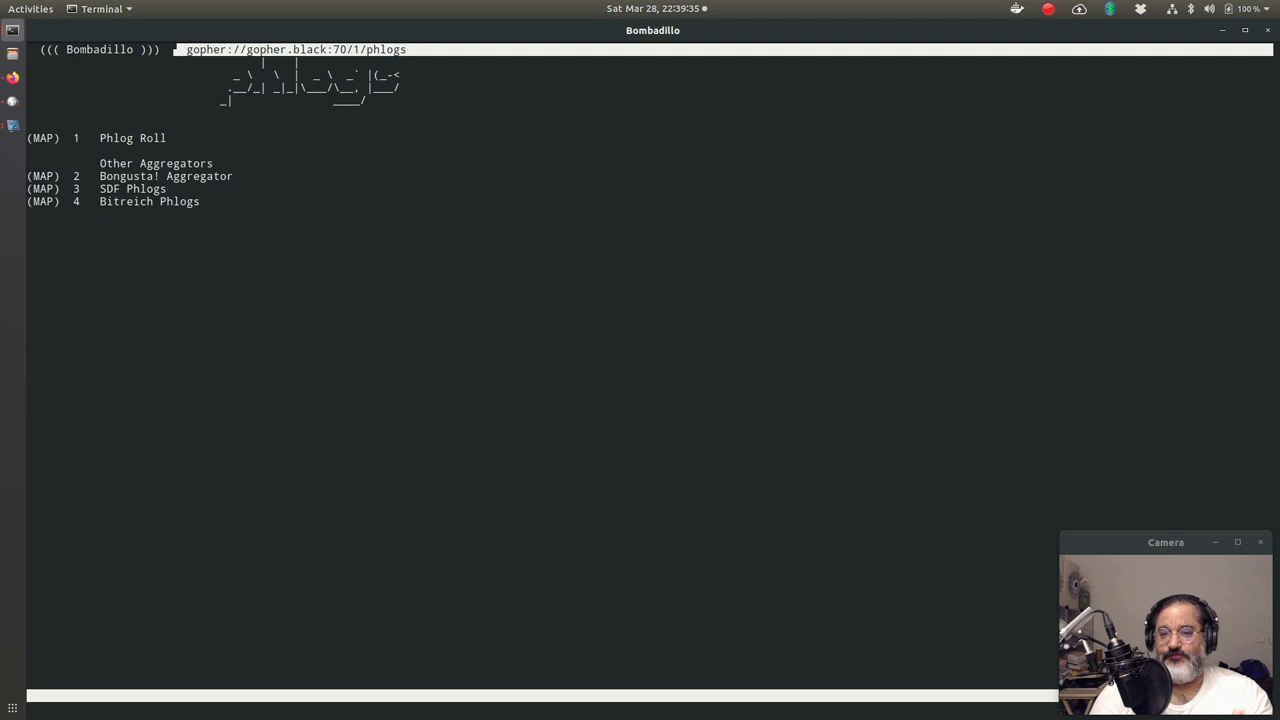 Activities Terminal Sat Mar 28, 22:39:35 100 %
Bombadillo
((( Bombadillo ))) gopher://gopher.black:70/1/phlogs
phlogs
(MAP) 1 Phlog Roll
Other Aggregators
(MAP) 2 Bongusta! Aggregator
(MAP) 3 SDF Phlogs
(MAP) 4 Bitreich Phlogs
Camera